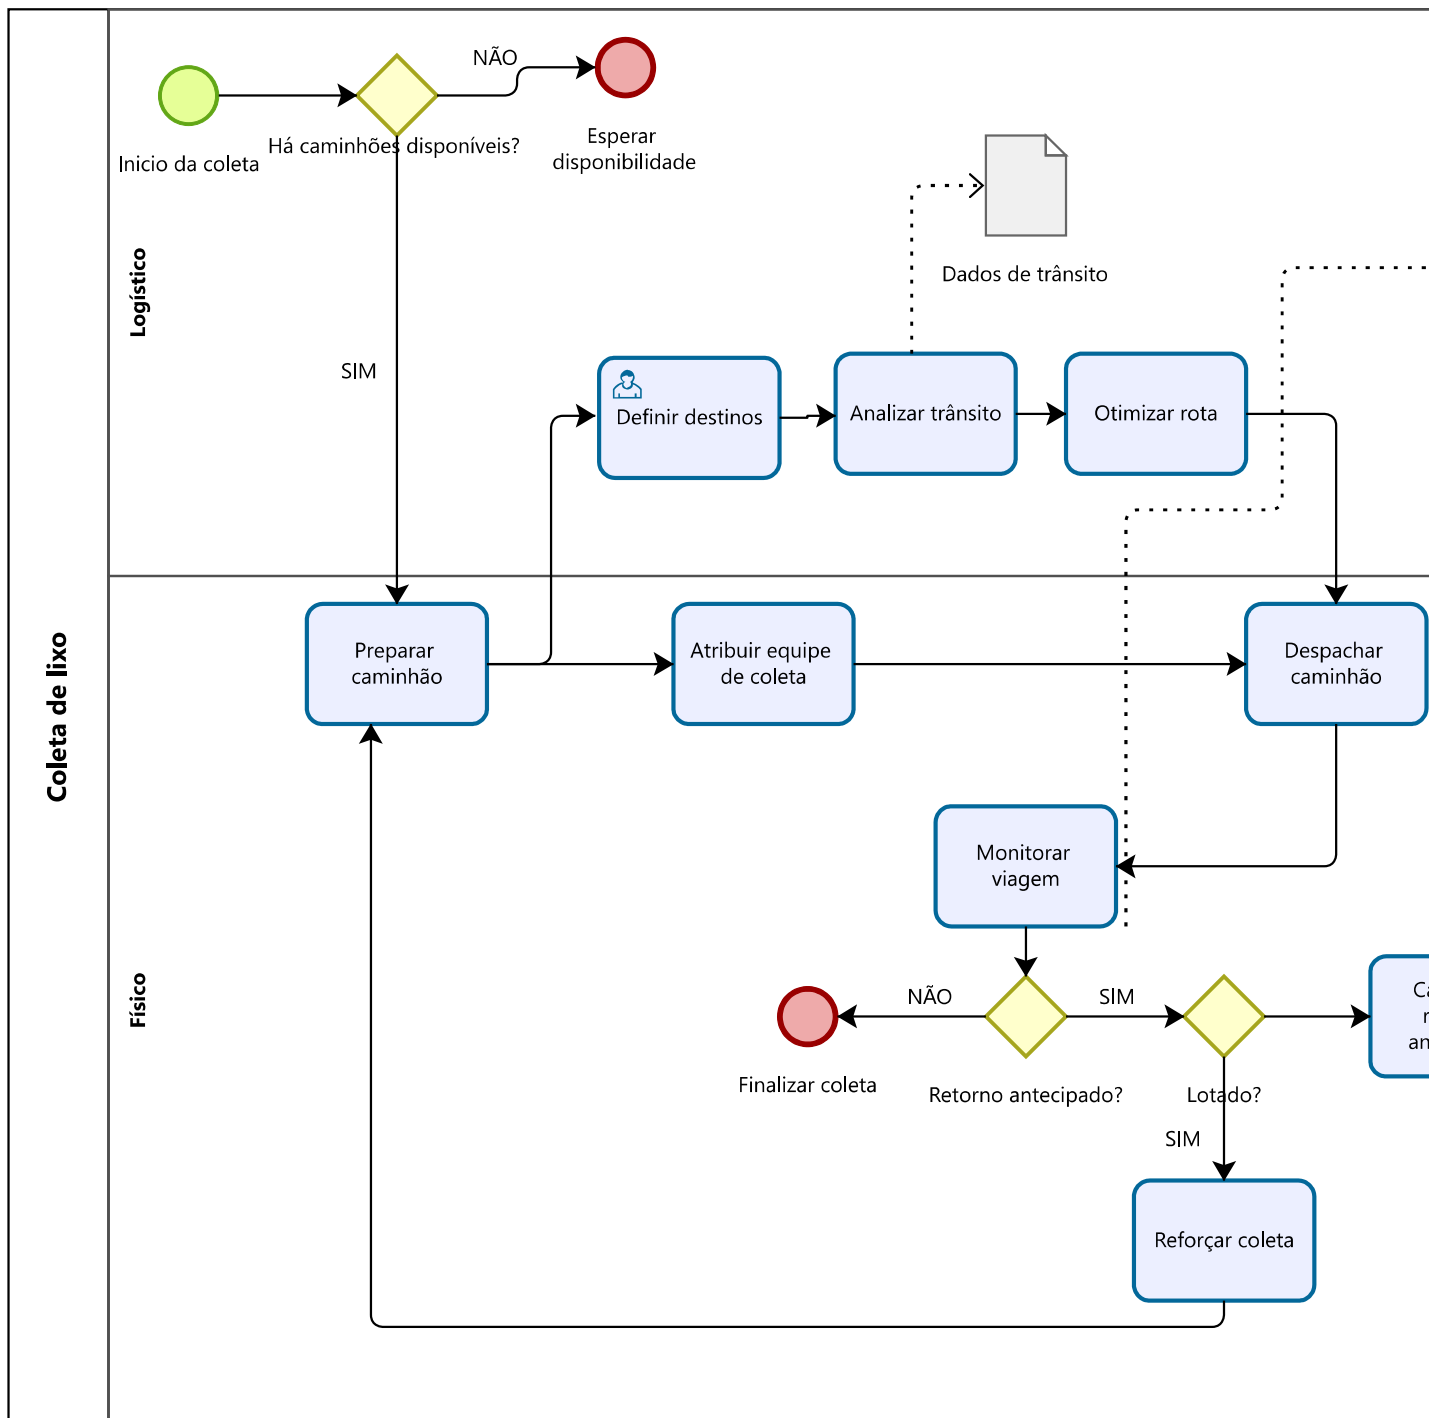 Coleta de lixo
Logístico
Inicio da coleta
Há caminhões disponíveis?
NÃO
Esperar
disponibilidade
SIM
Dados de trânsito
Definir destinos
Analizar trânsito
Otimizar rota
Físico
Preparar
caminhão
Atribuir equipe
de coleta
Despachar
caminhão
Monitorar
viagem
NÃO
SIM
Finalizar coleta
Retorno antecipado?
Lotado?
SIM
Reforçar coleta